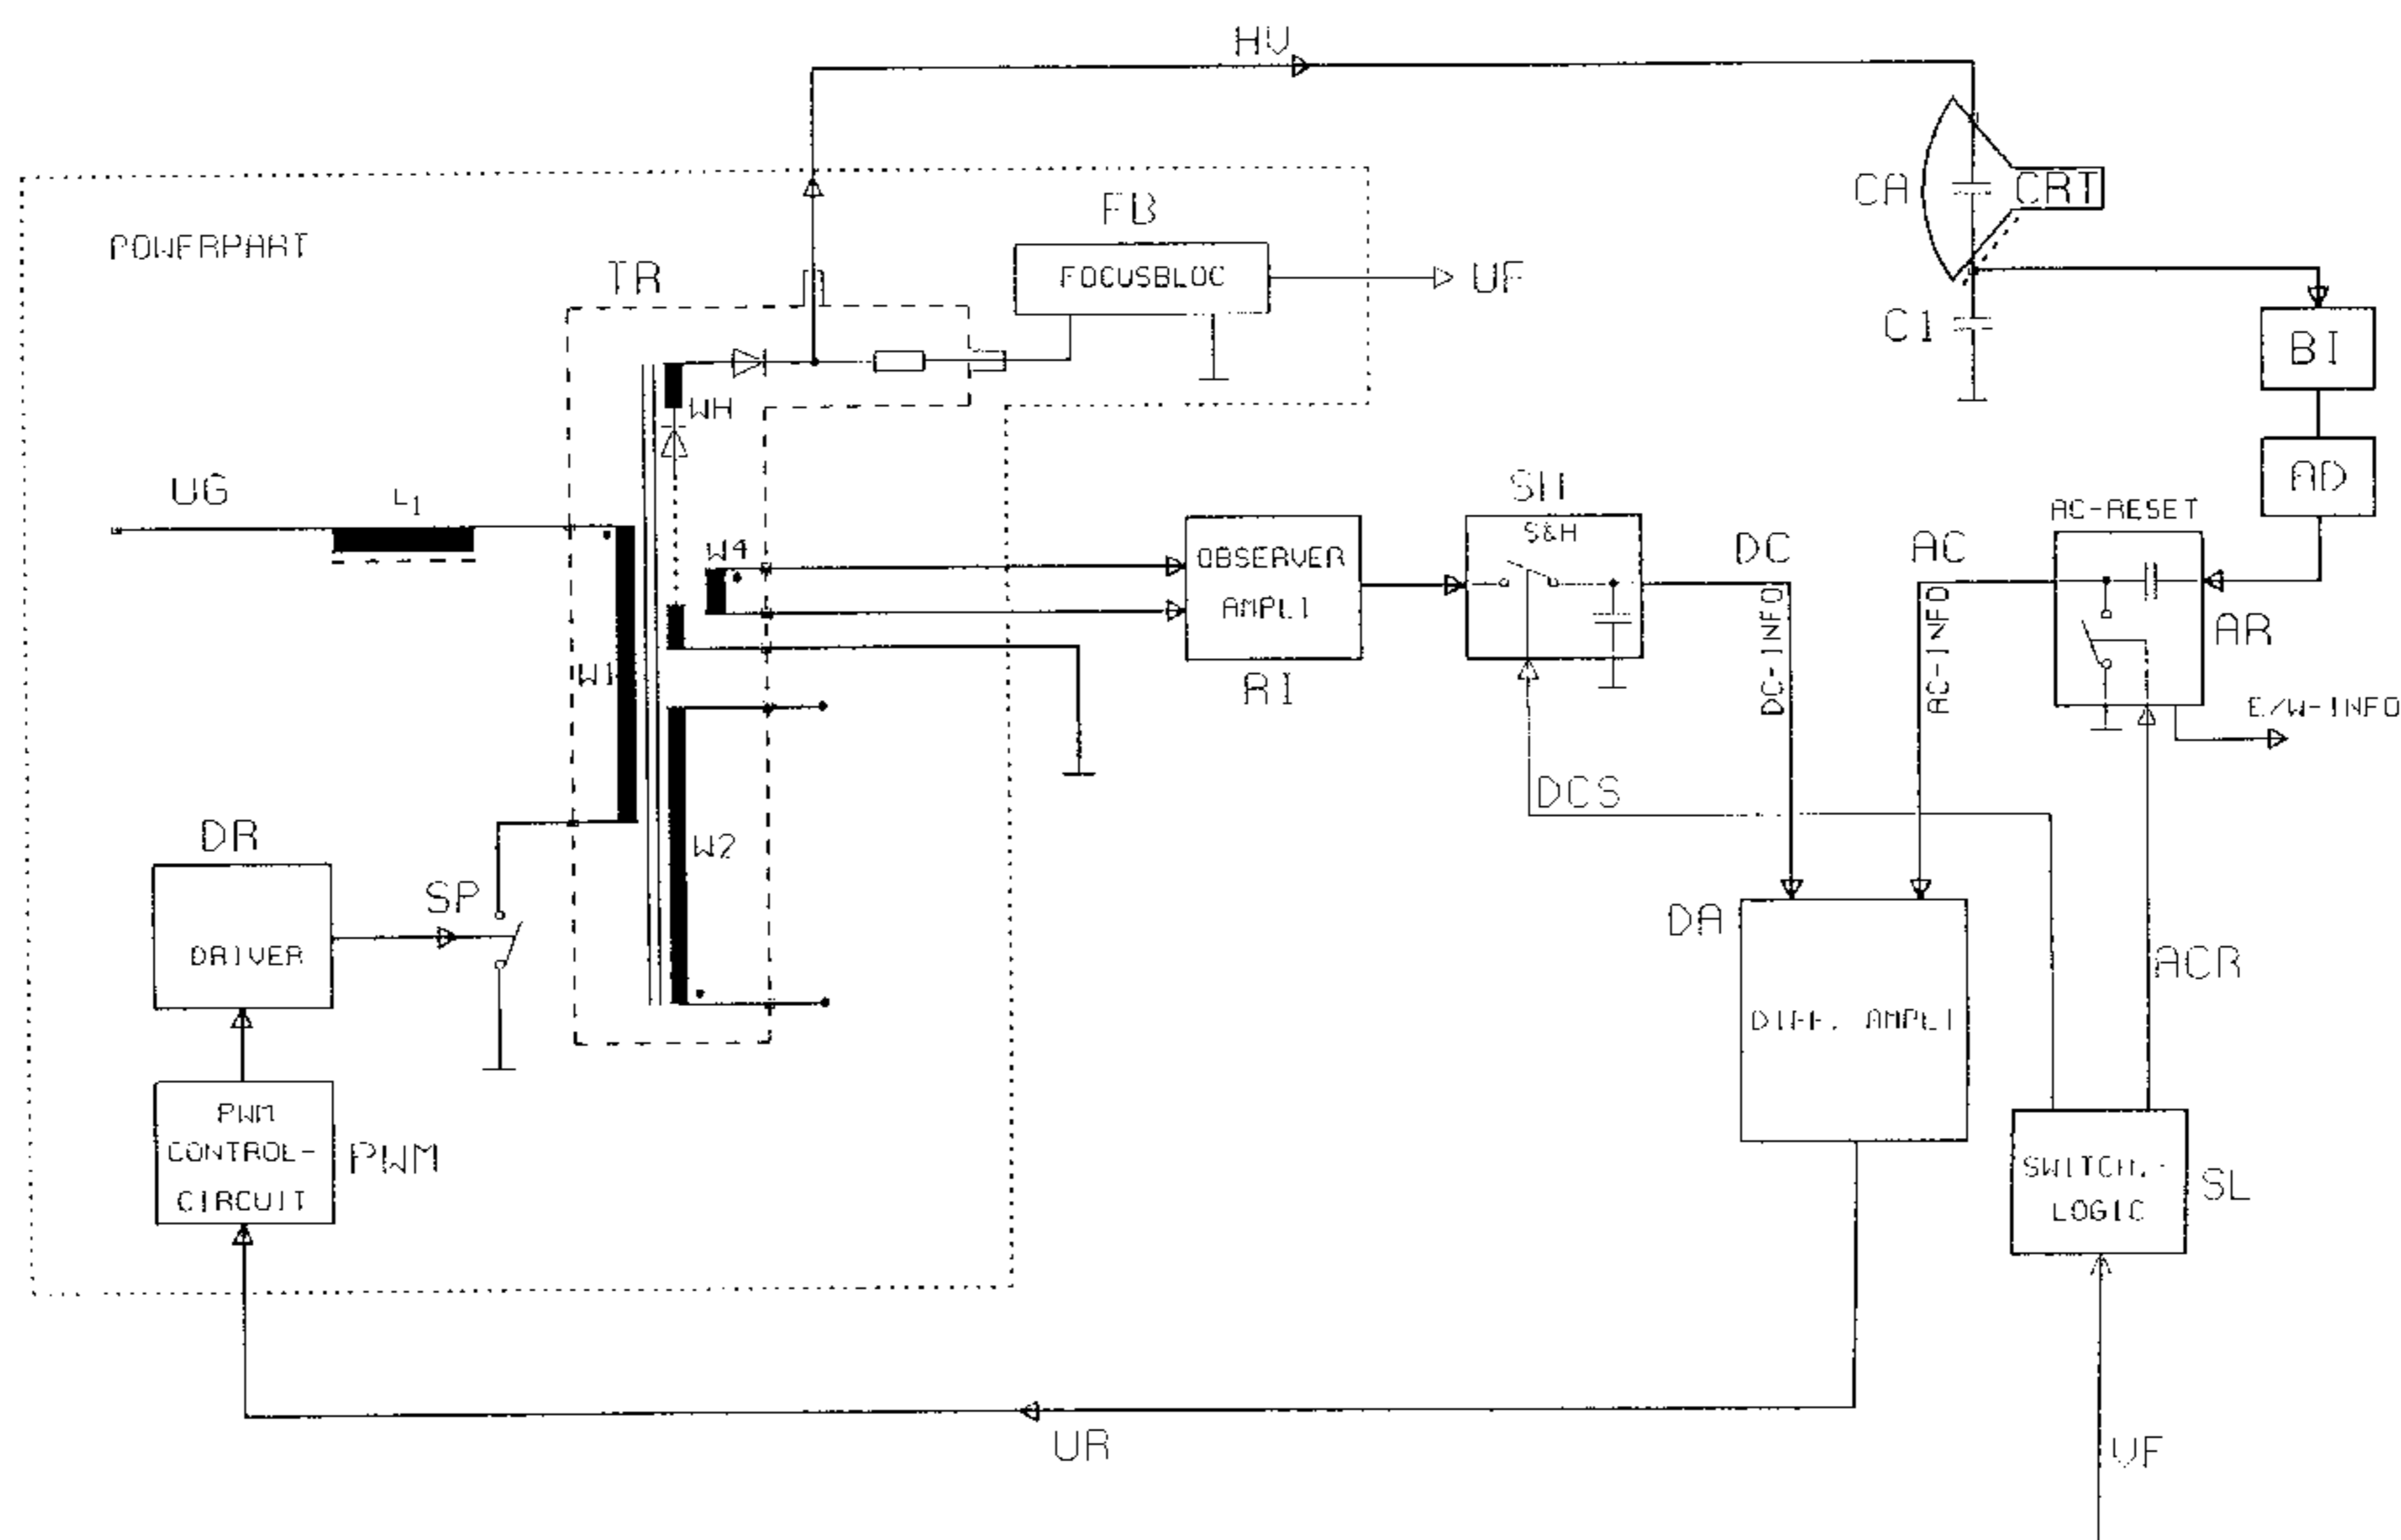 HV
CA
CRT
FB
POWERPART
TR
FOCUSBLOC
UF
C1
BI
WH
AD
UG
L1
SH
AC-RESET
S&H
W4
OBSERVER
AMPLI
DC
AC
DC-INFO
AC-INFO
AR
W1
RI
E/W-INFO
DCS
DR
W2
SP
DA
DRIVER
ACR
DIFF. AMPLI
PWM
CONTROL-
CIRCUIT
PWM
SWITCH.-
LOGIC
SL
UR
VF